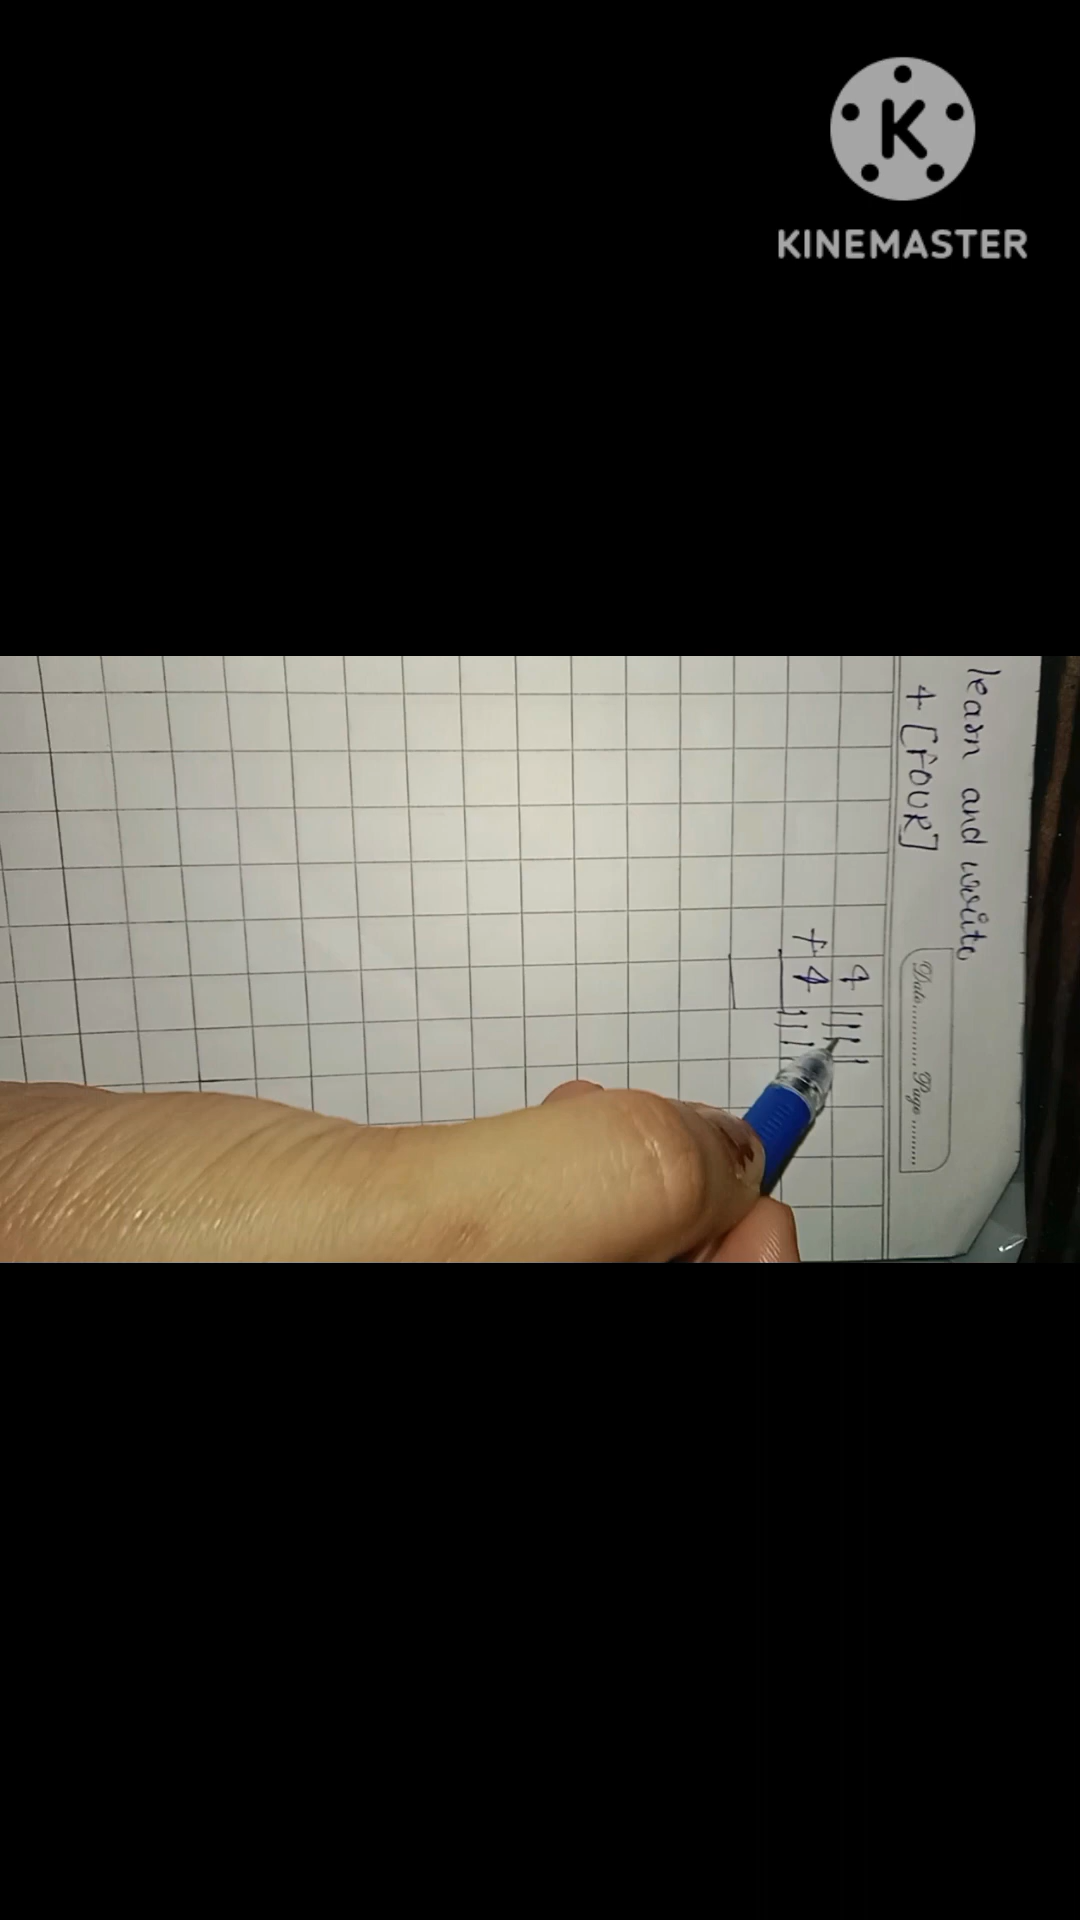 KINEMASTER
learn and write
4 [FOUR]
Date............. Page .........
4 ||||
+ 4 ||||